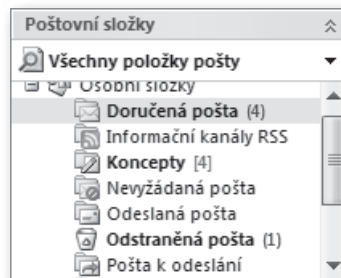 Poštovní složky
Všechny položky pošty
Osobní složky
Doručená pošta (4)
Informační kanály RSS
Koncepty [4]
Nevyžádaná pošta
Odeslaná pošta
Odstraněná pošta (1)
Pošta k odeslání